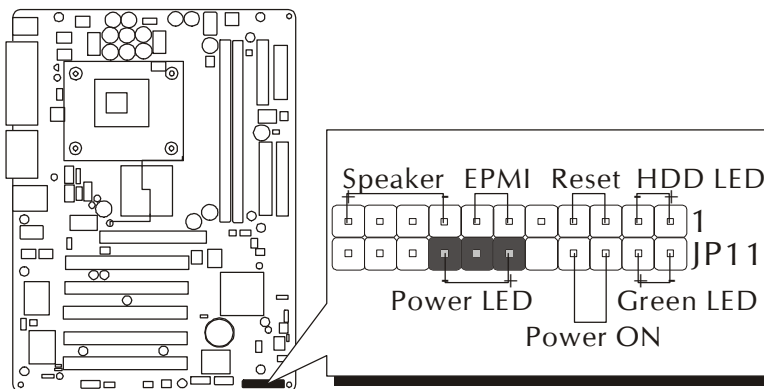 Speaker EPMI Reset HDD LED
1
JP11
Power LED Green LED
Power ON